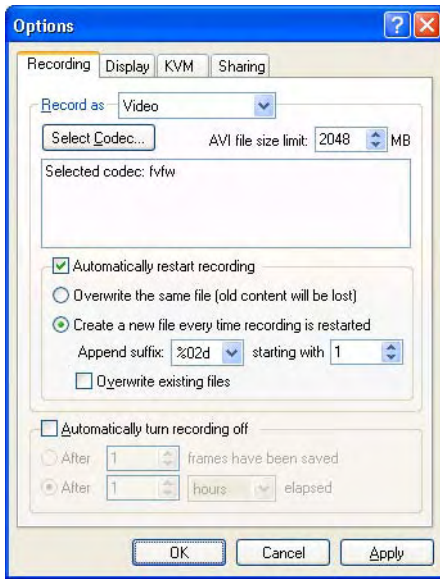 Options
Recording Display KVM Sharing
Record as Video
Select Codec... AVI file size limit: 2048 MB
Selected codec: fvfw
Automatically restart recording
Overwrite the same file (old content will be lost)
Create a new file every time recording is restarted
Append suffix: %02d starting with 1
Overwrite existing files
Automatically turn recording off
After 1 frames have been saved
After 1 hours elapsed
OK Cancel Apply